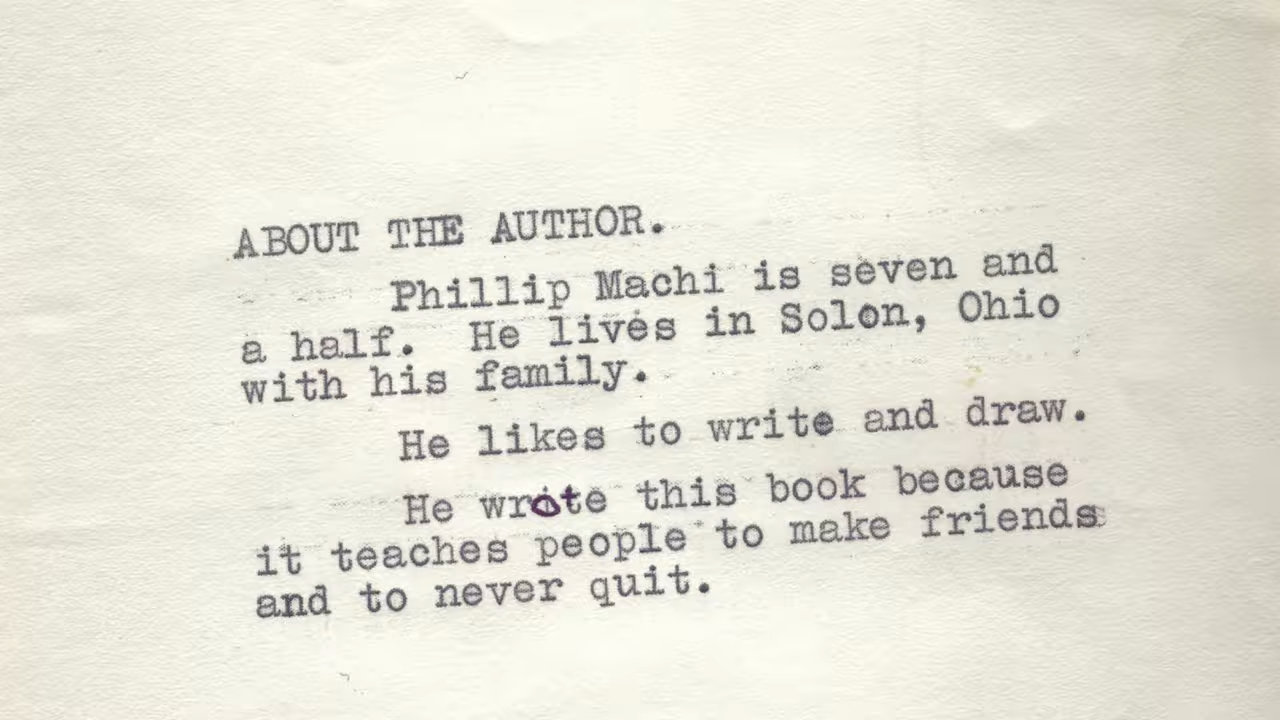 ABOUT THE AUTHOR.
Phillip Machi is seven and
a half. He lives in Solon, Ohio
with his family.
He likes to write and draw.
He wrote this book because
it teaches people to make friends
and to never quit.